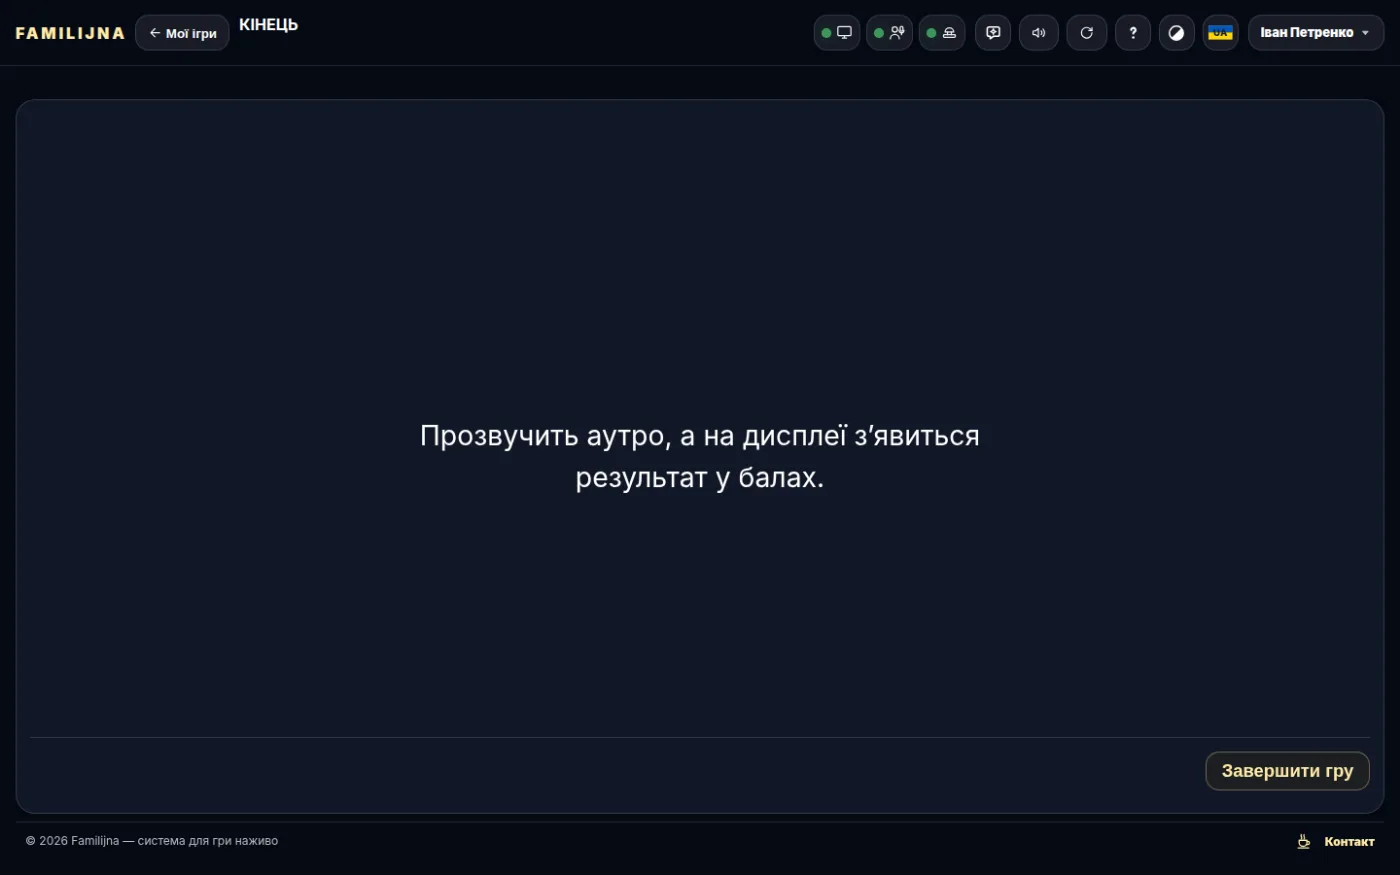 FAMILIJNA
← Мої ігри
КІНЕЦЬ
?
UA
Іван Петренко
Прозвучить аутро, а на дисплеї з’явиться
результат у балах.
Завершити гру
© 2026 Familijna — система для гри наживо
Контакт